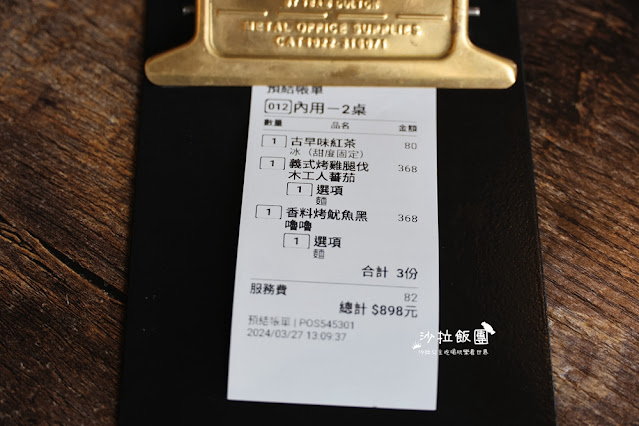 METAL OFFICE SUPPLIES
預結帳單
012 內用－2桌
數量 品名 金額
1 古早味紅茶 80
冰（甜度固定）
1 義式烤雞腿伐 368
木工人蕃茄
1 選項
麵
1 香料烤魷魚黑 368
嚕嚕
1 選項
麵
合計 3份
服務費 82
總計 $898元
預結帳單 | POS545301
2024/03/27 13:09:37
沙拉飯團